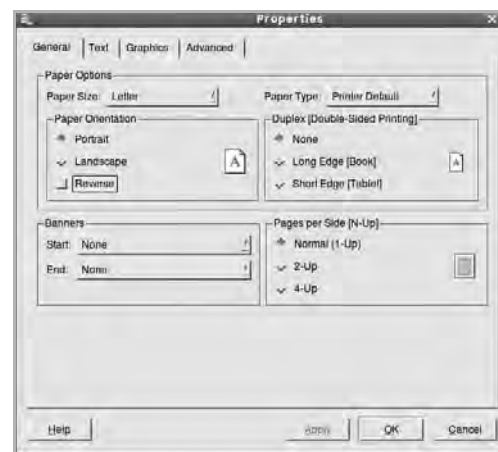 Properties
General Text Graphics Advanced
Paper Options
Paper Size: Letter
Paper Type: Printer Default
Paper Orientation
Portrait
Landscape
Reverse
Duplex [Double-Sided Printing]
None
Long Edge [Book]
Short Edge [Tablet]
Banners
Start: None
End: None
Pages per Side [N-Up]
Normal (1-Up)
2-Up
4-Up
Help Apply OK Cancel